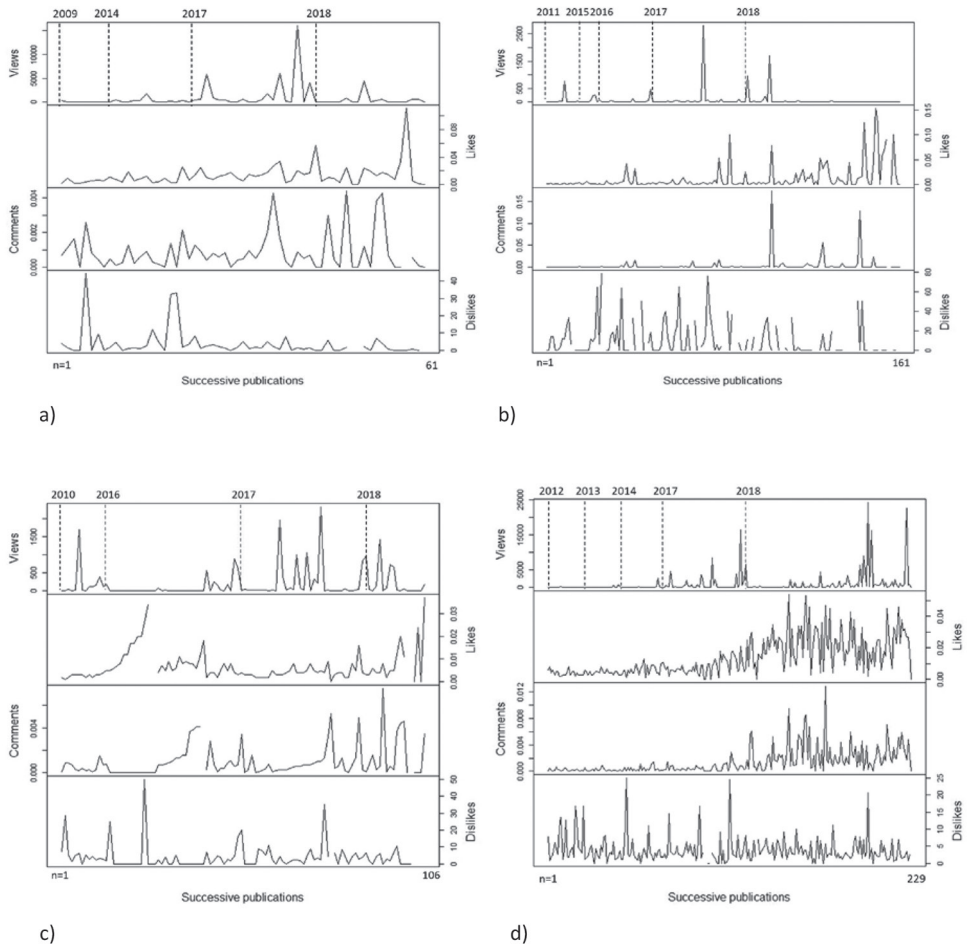 2009 2014 2017 2018
Views
0 5000 10000
Likes
0.00 0.04 0.08
Comments
0.000 0.002 0.004
Dislikes
0 10 20 30 40
n=1 61
Successive publications
a)
2011 2015 2016 2017 2018
Views
0 500 1500 2500
Likes
0.00 0.05 0.10 0.15
Comments
0.00 0.05 0.15
Dislikes
0 20 40 60 80
n=1 161
Successive publications
b)
2010 2016 2017 2018
Views
0 500 1500
Likes
0.00 0.01 0.02 0.03
Comments
0.000 0.004
Dislikes
0 10 20 30 40 50
n=1 106
Successive publications
c)
2012 2013 2014 2017 2018
Views
0 5000 15000 25000
Likes
0.00 0.02 0.04
Comments
0.000 0.004 0.008 0.012
Dislikes
0 5 10 15 20 25
n=1 229
Successive publications
d)